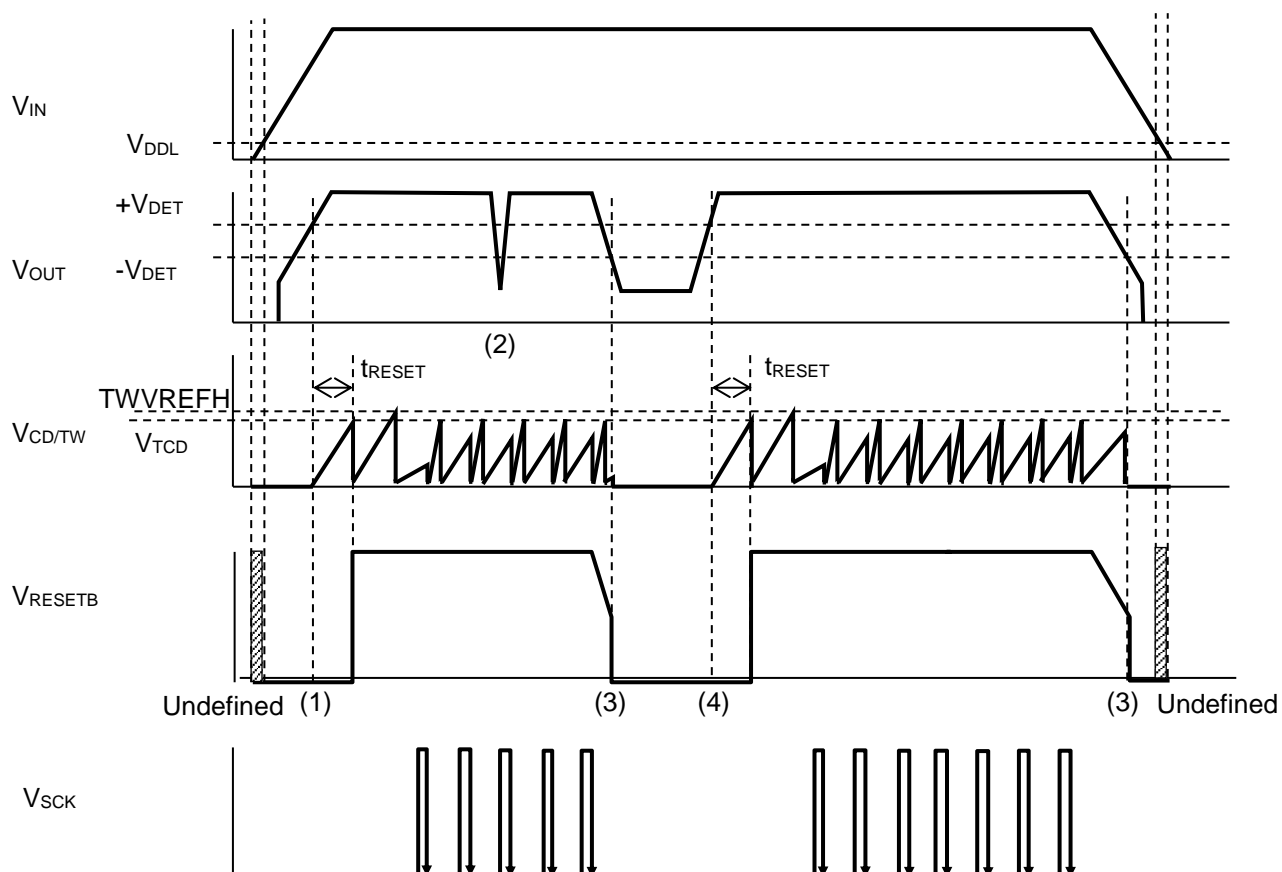 VIN
VDDL
+VDET
VOUT
-VDET
(2)
tRESET
tRESET
TWVREFH
VCD/TW
VTCD
VRESETB
Undefined
(1)
(3)
(4)
(3)
Undefined
VSCK